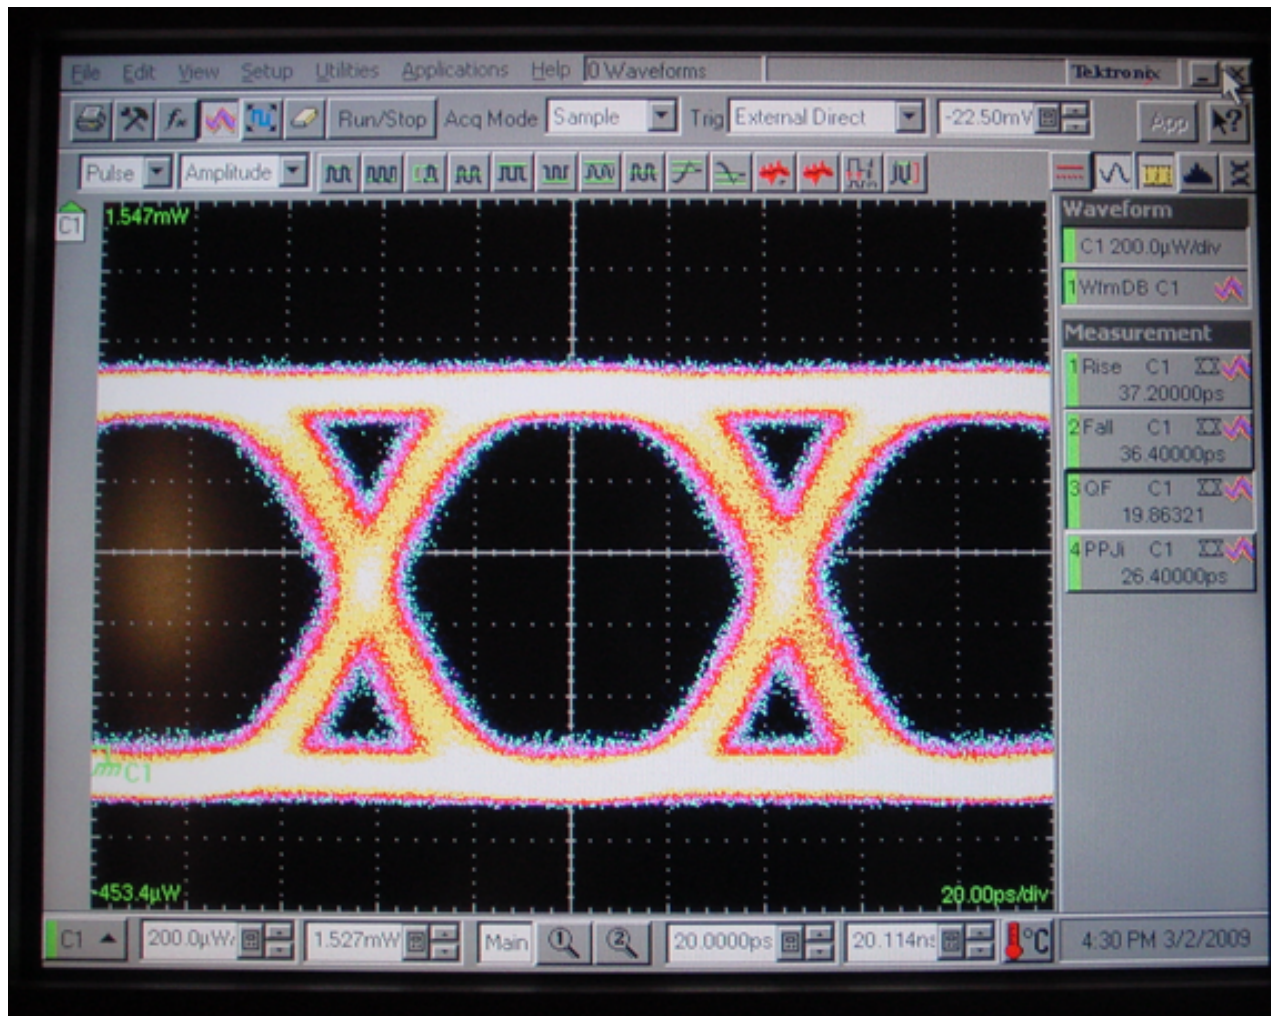 File Edit View Setup Utilities Applications Help 0 Waveforms Tektronix
Run/Stop Acq Mode Sample Trig External Direct -22.50mV App
Pulse Amplitude
C1
1.547mW
Waveform
C1 200.0µW/div
1 WfmDB C1
Measurement
1 Rise C1
37.20000ps
2 Fall C1
36.40000ps
3 QF C1
19.86321
4 PPJi C1
26.40000ps
C1
-453.4µW 20.00ps/div
C1 200.0µW/ 1.527mW Main 1 2 20.0000ps 20.114ns °C 4:30 PM 3/2/2009